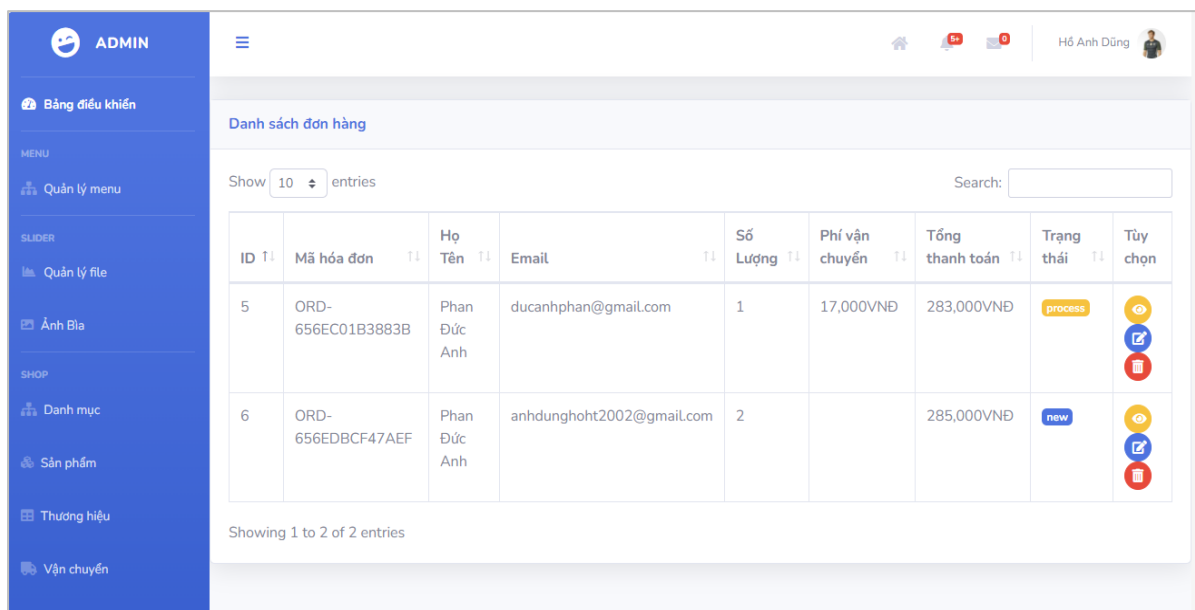 ADMIN
5+
0
Hồ Anh Dũng
Bảng điều khiển
MENU
Quản lý menu
SLIDER
Quản lý file
Ảnh Bìa
SHOP
Danh mục
Sản phẩm
Thương hiệu
Vận chuyển
Danh sách đơn hàng
Show 10 entries
Search:
ID
Mã hóa đơn
Họ
Tên
Email
Số
Lượng
Phí vận
chuyển
Tổng
thanh toán
Trạng
thái
Tùy
chọn
5
ORD-
656EC01B3883B
Phan
Đức
Anh
ducanhphan@gmail.com
1
17,000VNĐ
283,000VNĐ
process
6
ORD-
656EDBCF47AEF
Phan
Đức
Anh
anhdunghoht2002@gmail.com
2
285,000VNĐ
new
Showing 1 to 2 of 2 entries